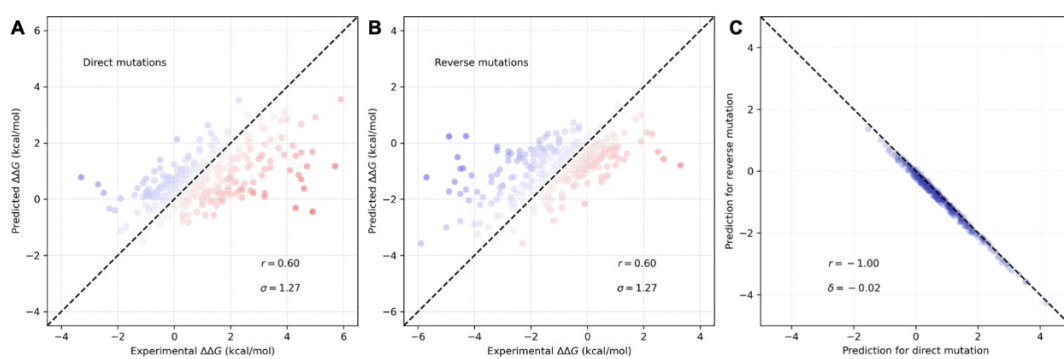 A
Direct mutations
Predicted ΔΔG (kcal/mol)
6
4
2
0
−2
−4
r = 0.60
σ = 1.27
−4 −2 0 2 4 6
Experimental ΔΔG (kcal/mol)
B
Reverse mutations
Predicted ΔΔG (kcal/mol)
4
2
0
−2
−4
−6
r = 0.60
σ = 1.27
−6 −4 −2 0 2 4
Experimental ΔΔG (kcal/mol)
C
Prediction for reverse mutation
4
2
0
−2
−4
r = −1.00
δ = −0.02
−4 −2 0 2 4
Prediction for direct mutation